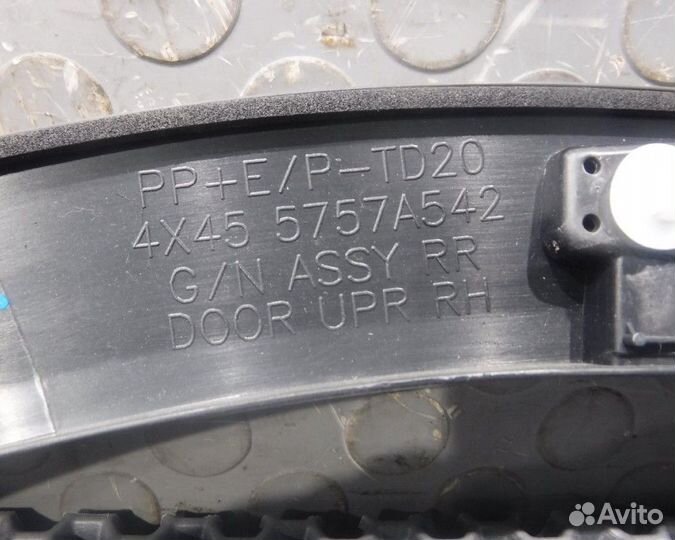 PP+E/P-TD20
4X45 5757A542
G/N ASSY RR
DOOR UPR RH
Avito